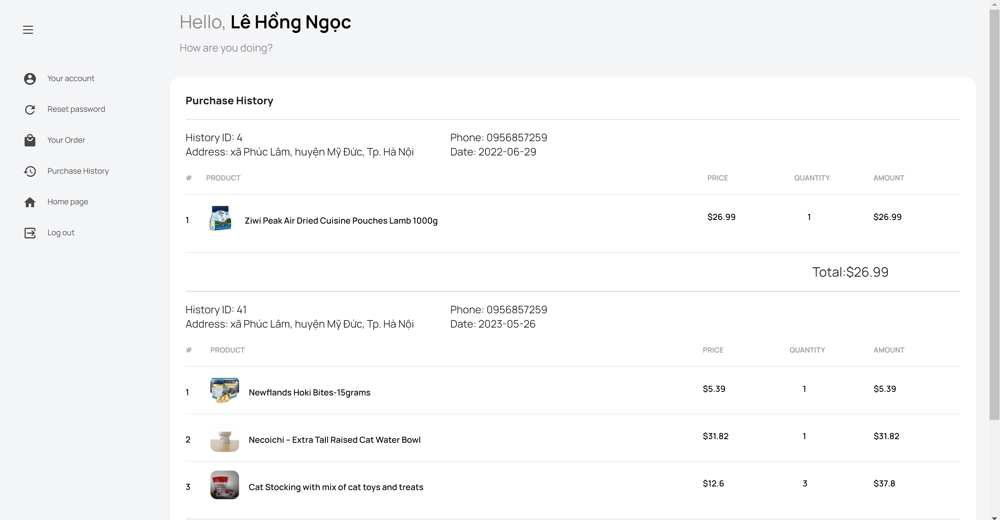 Hello, Lê Hồng Ngọc
How are you doing?
Your account
Reset password
Your Order
Purchase History
Home page
Log out
Purchase History
History ID: 4
Phone: 0956857259
Address: xã Phúc Lâm, huyện Mỹ Đức, Tp. Hà Nội
Date: 2022-06-29
# PRODUCT PRICE QUANTITY AMOUNT
ZIWI
1 Ziwi Peak Air Dried Cuisine Pouches Lamb 1000g $26.99 1 $26.99
Total:$26.99
History ID: 41
Phone: 0956857259
Address: xã Phúc Lâm, huyện Mỹ Đức, Tp. Hà Nội
Date: 2023-05-26
# PRODUCT PRICE QUANTITY AMOUNT
1 Newflands Hoki Bites-15grams $5.39 1 $5.39
2 Necoichi – Extra Tall Raised Cat Water Bowl $31.82 1 $31.82
3 Cat Stocking with mix of cat toys and treats $12.6 3 $37.8